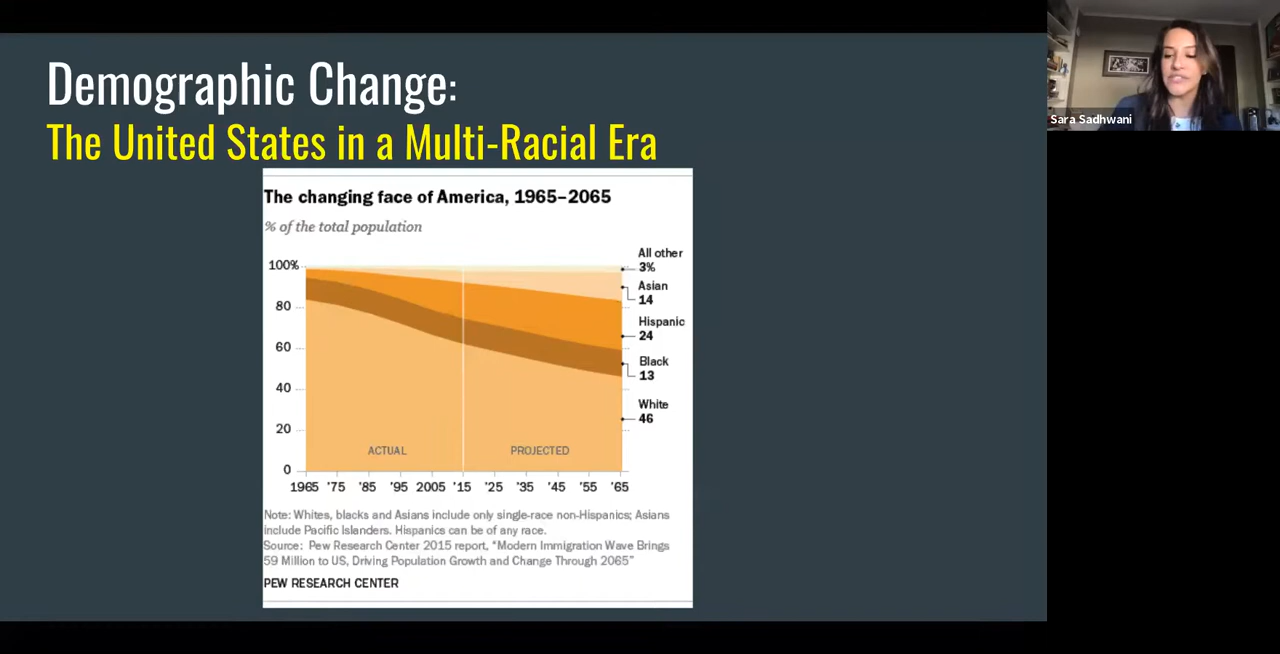 Demographic Change:
The United States in a Multi-Racial Era
Sara Sadhwani
The changing face of America, 1965–2065
% of the total population
100%
80
60
40
20
0
All other
3%
Asian
14
Hispanic
24
Black
13
White
46
ACTUAL
PROJECTED
1965 '75 '85 '95 2005 '15 '25 '35 '45 '55 '65
Note: Whites, blacks and Asians include only single-race non-Hispanics; Asians
include Pacific Islanders. Hispanics can be of any race.
Source: Pew Research Center 2015 report, "Modern Immigration Wave Brings
59 Million to US, Driving Population Growth and Change Through 2065"
PEW RESEARCH CENTER